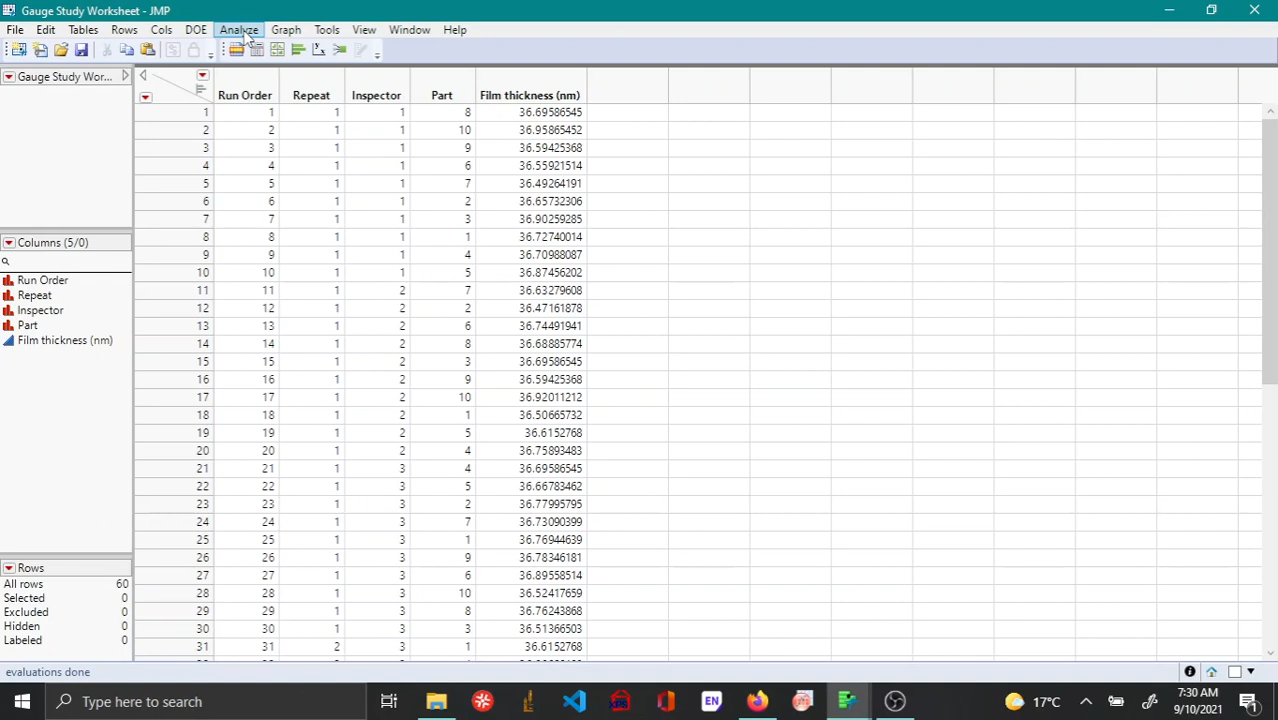 Gauge Study Worksheet - JMP
File Edit Tables Rows Cols DOE Analyze Graph Tools View Window Help
Gauge Study Wor...
Run Order Repeat Inspector Part Film thickness (nm)
1 1 1 1 8 36.69586545
2 2 1 1 10 36.95865452
3 3 1 1 9 36.59425368
4 4 1 1 6 36.55921514
5 5 1 1 7 36.49264191
6 6 1 1 2 36.65732306
7 7 1 1 3 36.90259285
8 8 1 1 1 36.72740014
9 9 1 1 4 36.70988087
10 10 1 1 5 36.87456202
11 11 1 2 7 36.63279608
12 12 1 2 2 36.47161878
13 13 1 2 6 36.74491941
14 14 1 2 8 36.68885774
15 15 1 2 3 36.69586545
16 16 1 2 9 36.59425368
17 17 1 2 10 36.92011212
18 18 1 2 1 36.50665732
19 19 1 2 5 36.6152768
20 20 1 2 4 36.75893483
21 21 1 3 4 36.69586545
22 22 1 3 5 36.66783462
23 23 1 3 2 36.77995795
24 24 1 3 7 36.73090399
25 25 1 3 1 36.76944639
26 26 1 3 9 36.78346181
27 27 1 3 6 36.89558514
28 28 1 3 10 36.52417659
29 29 1 3 8 36.76243868
30 30 1 3 3 36.51366503
31 31 2 3 1 36.6152768
Columns (5/0)
Run Order
Repeat
Inspector
Part
Film thickness (nm)
Rows
All rows 60
Selected 0
Excluded 0
Hidden 0
Labeled 0
evaluations done
Type here to search
EN
17°C
7:30 AM
9/10/2021
1